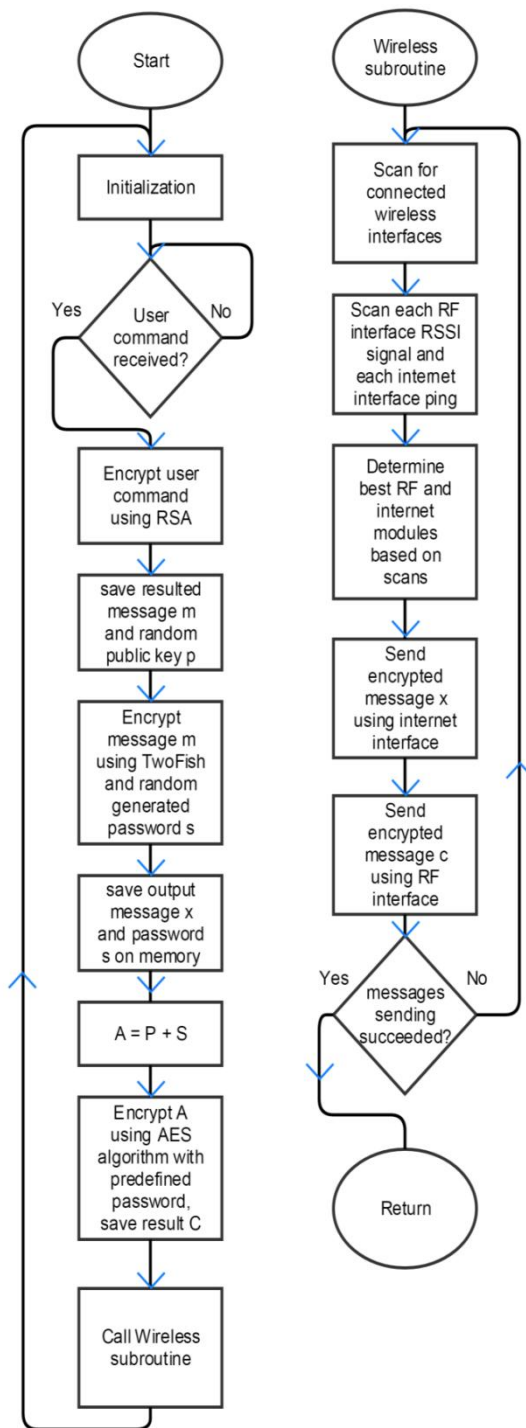 Start
Initialization
Yes
User
command
received?
No
Encrypt user
command
using RSA
save resulted
message m
and random
public key p
Encrypt
message m
using TwoFish
and random
generated
password s
save output
message x
and password
s on memory
A = P + S
Encrypt A
using AES
algorithm with
predefined
password,
save result C
Call Wireless
subroutine
Wireless
subroutine
Scan for
connected
wireless
interfaces
Scan each RF
interface RSSI
signal and
each internet
interface ping
Determine
best RF and
internet
modules
based on
scans
Send
encrypted
message x
using internet
interface
Send
encrypted
message c
using RF
interface
Yes
messages
sending
succeeded?
No
Return